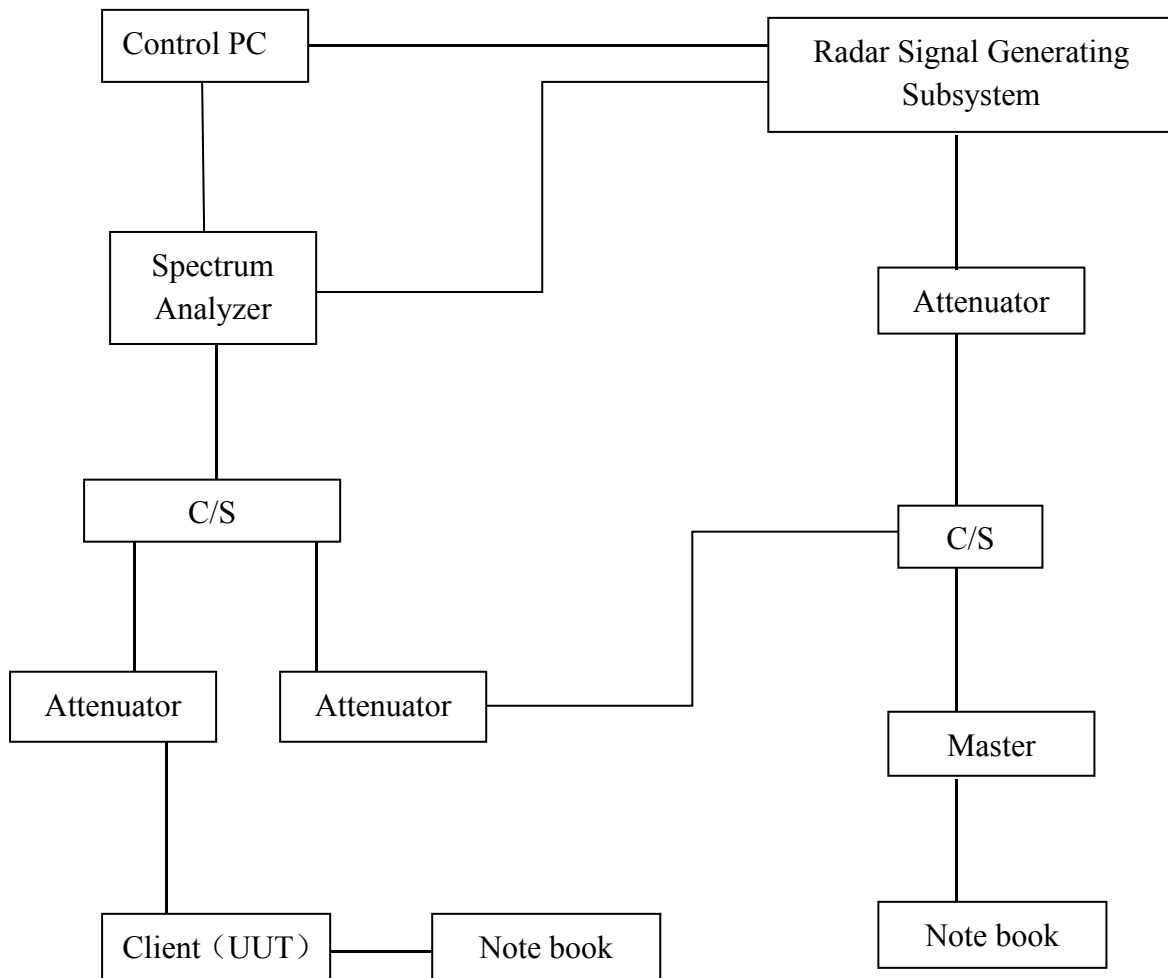 Control PC
Radar Signal Generating
Subsystem
Spectrum
Analyzer
Attenuator
C/S
C/S
Attenuator
Attenuator
Master
Client（UUT）
Note book
Note book